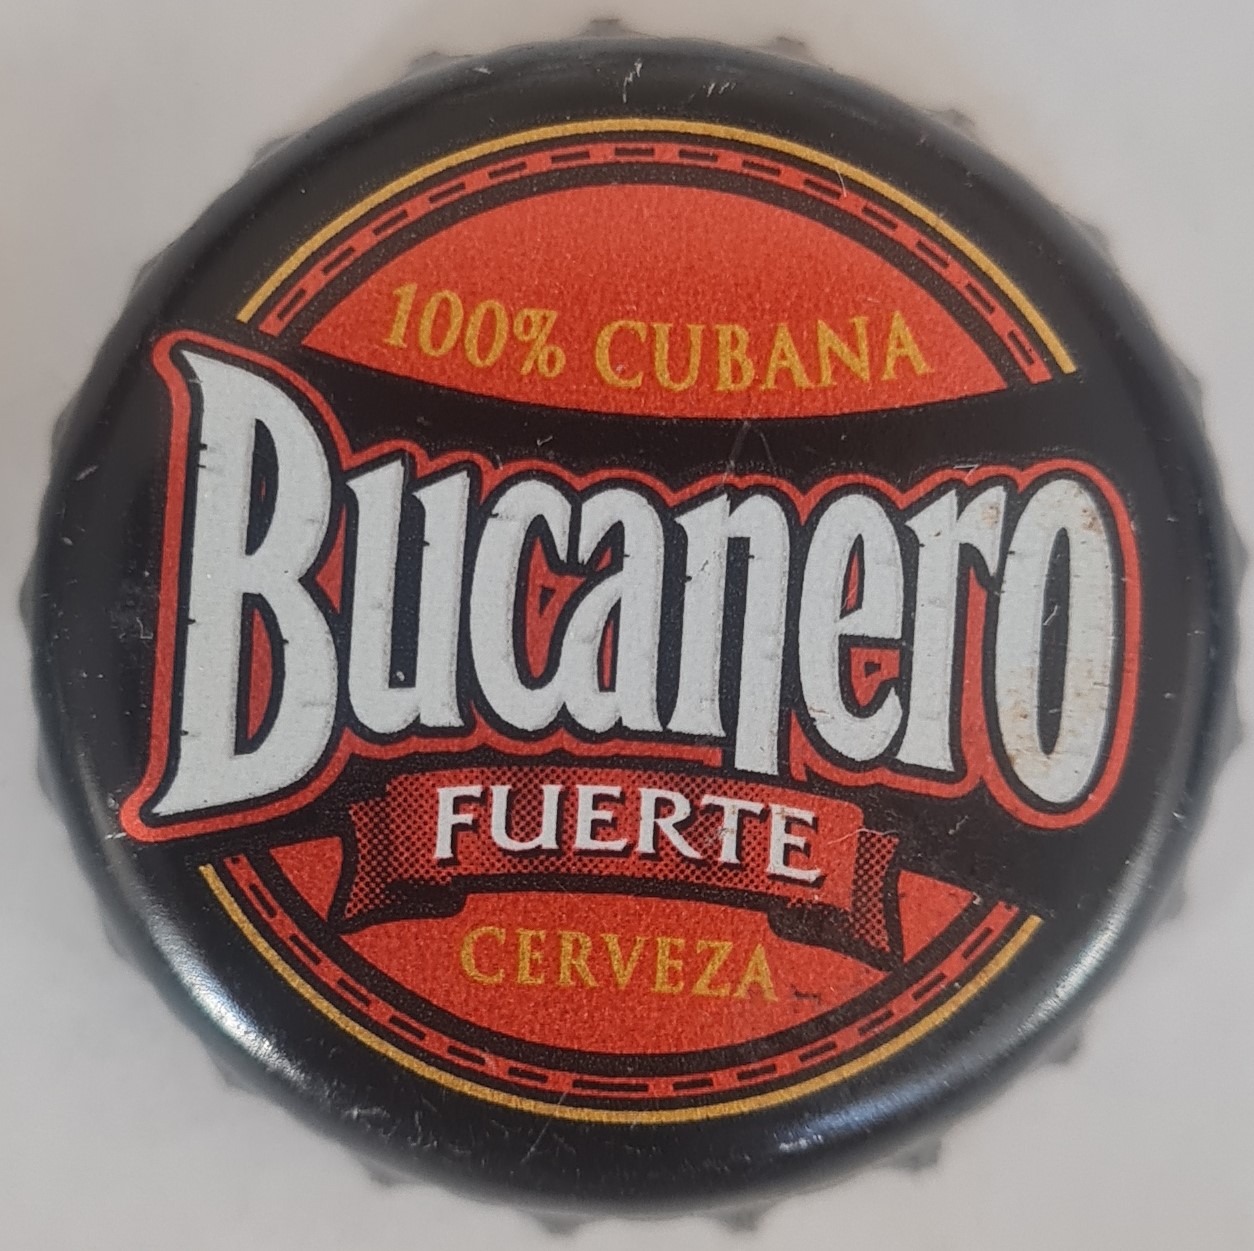 100% CUBANA
Bucanero
FUERTE
CERVEZA